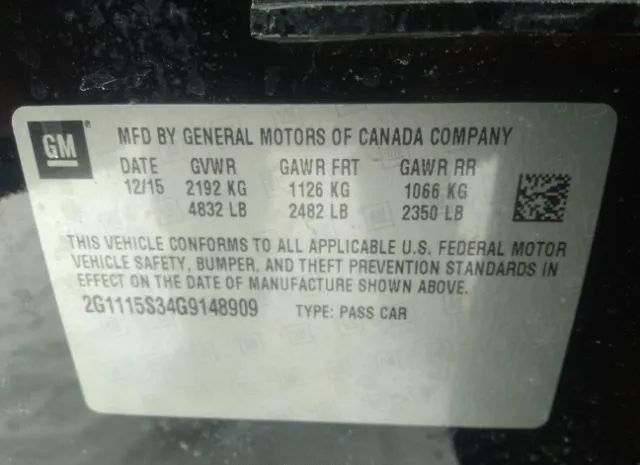 GM ®
MFD BY GENERAL MOTORS OF CANADA COMPANY
DATE GVWR GAWR FRT GAWR RR
12/15 2192 KG 1126 KG 1066 KG
4832 LB 2482 LB 2350 LB
THIS VEHICLE CONFORMS TO ALL APPLICABLE U.S. FEDERAL MOTOR
VEHICLE SAFETY, BUMPER, AND THEFT PREVENTION STANDARDS IN
EFFECT ON THE DATE OF MANUFACTURE SHOWN ABOVE.
2G1115S34G9148909 TYPE: PASS CAR